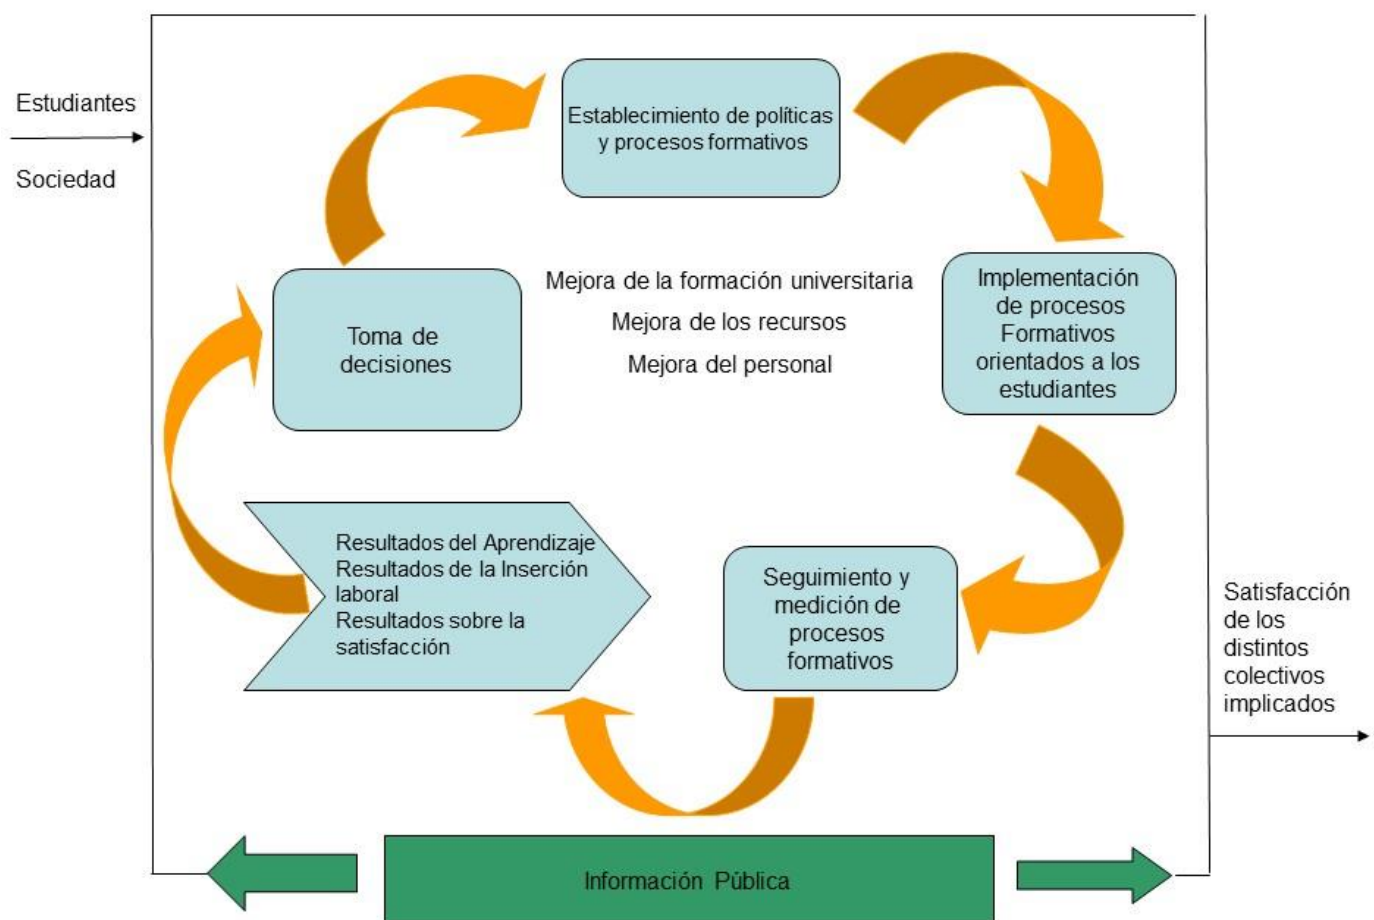 Estudiantes
Sociedad
Establecimiento de políticas
y procesos formativos
Toma de
decisiones
Mejora de la formación universitaria
Mejora de los recursos
Mejora del personal
Implementación
de procesos
Formativos
orientados a los
estudiantes
Resultados del Aprendizaje
Resultados de la Inserción
laboral
Resultados sobre la
satisfacción
Seguimiento y
medición de
procesos
formativos
Satisfacción
de los
distintos
colectivos
implicados
Información Pública